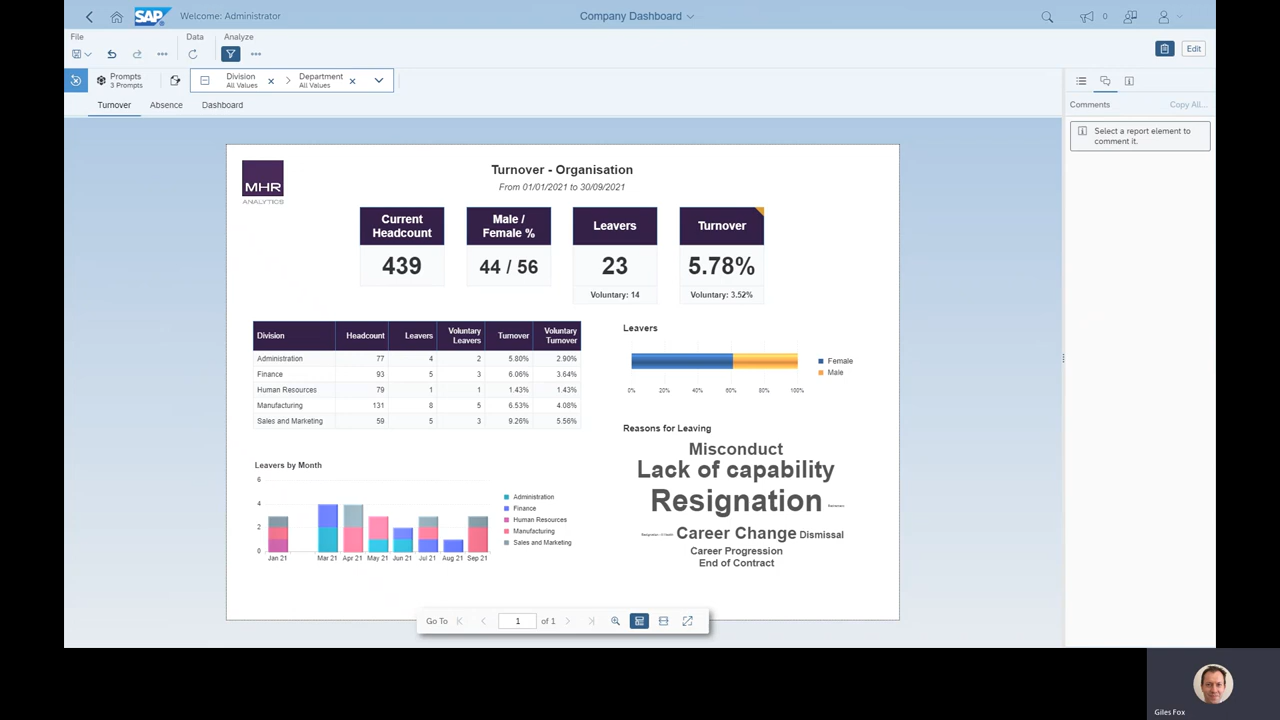 SAP Welcome: Administrator
Company Dashboard
0
File
Data
Analyze
Edit
Prompts
3 Prompts
Division
All Values
Department
All Values
Turnover Absence Dashboard
Comments
Copy All...
Select a report element to
comment it.
MHR
ANALYTICS
Turnover - Organisation
From 01/01/2021 to 30/09/2021
Current
Headcount
439
Male /
Female %
44 / 56
Leavers
23
Voluntary: 14
Turnover
5.78%
Voluntary: 3.52%
Division Headcount Leavers Voluntary Leavers Turnover Voluntary Turnover
Administration 77 4 2 5.80% 2.90%
Finance 93 5 3 6.06% 3.64%
Human Resources 79 1 1 1.43% 1.43%
Manufacturing 131 8 5 6.53% 4.08%
Sales and Marketing 59 5 3 9.26% 5.56%
Leavers
Female
Male
0% 20% 40% 60% 80% 100%
Reasons for Leaving
Misconduct
Lack of capability
Resignation
Career Change Dismissal
Career Progression
End of Contract
Leavers by Month
6
4
2
0
Jan 21 Mar 21 Apr 21 May 21 Jun 21 Jul 21 Aug 21 Sep 21
Administration
Finance
Human Resources
Manufacturing
Sales and Marketing
Go To 1 of 1
Giles Fox